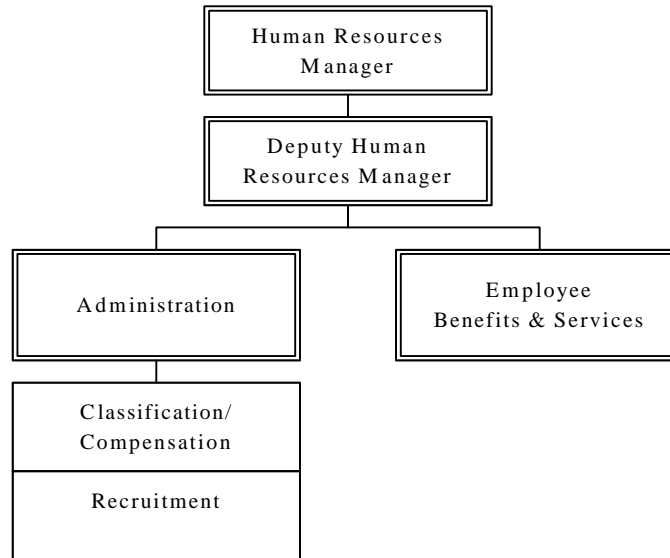 Human Resources
Manager
Deputy Human
Resources Manager
Administration
Employee
Benefits & Services
Classification/
Compensation
Recruitment